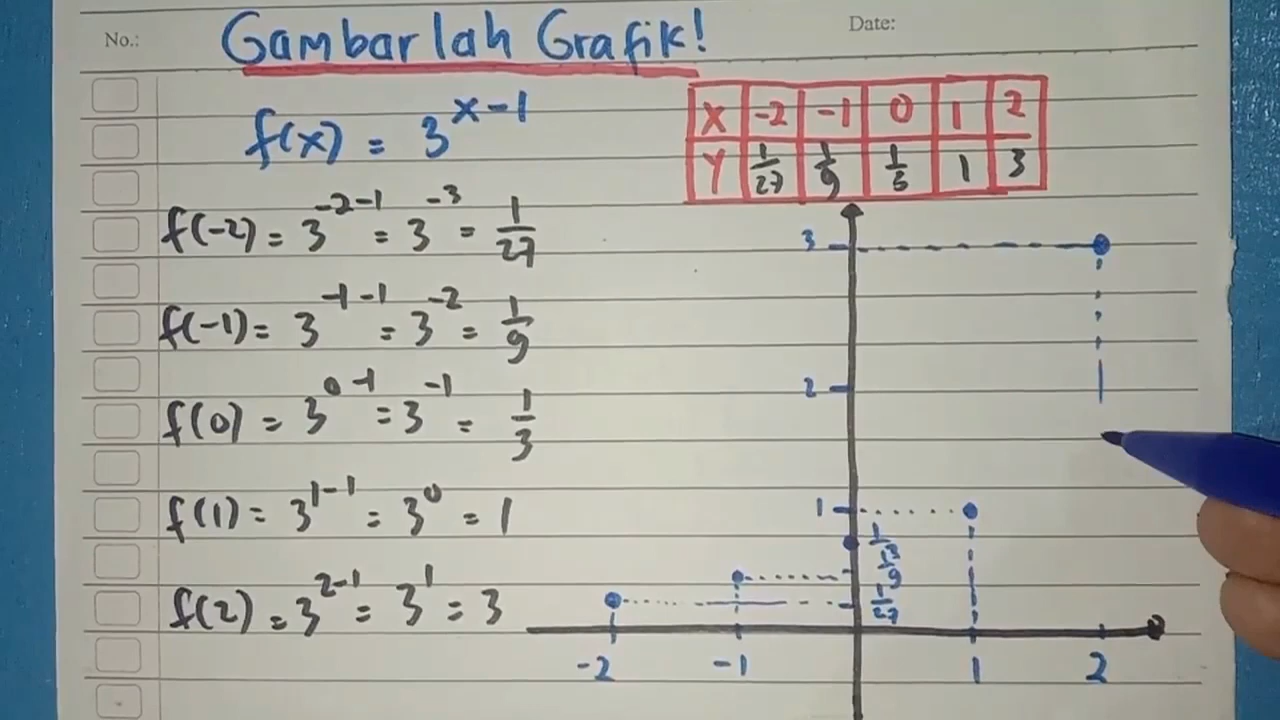 No.:
Gambarlah Grafik!
Date:
f(x) = 3^{x-1}
X -2 -1 0 1 2
Y 1/27 1/9 1/3 1 3
f(-2) = 3^{-2-1} = 3^{-3} = 1/27
f(-1) = 3^{-1-1} = 3^{-2} = 1/9
f(0) = 3^{0-1} = 3^{-1} = 1/3
f(1) = 3^{1-1} = 3^{0} = 1
f(2) = 3^{2-1} = 3^{1} = 3
3
2
1
1/3
1/9
1/27
-2 -1 1 2